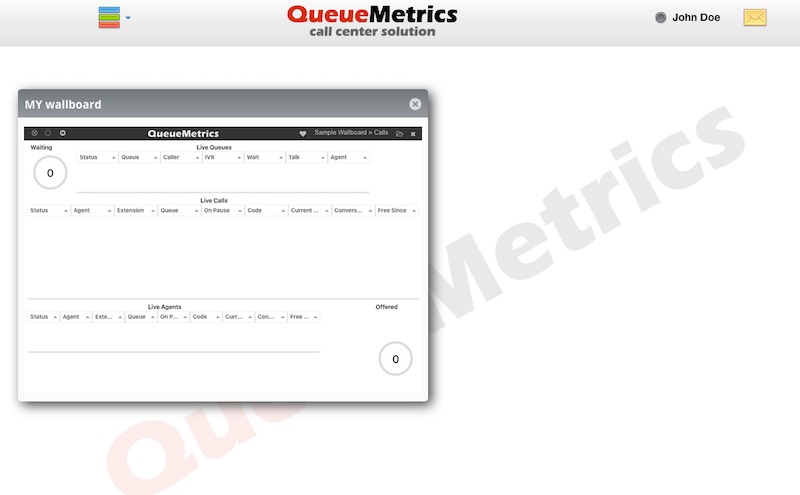 QueueMetrics
call center solution
John Doe
MY wallboard
QueueMetrics
Sample Wallboard » Calls
Waiting
0
Live Queues
Status Queue Caller IVR Wait Talk Agent
Live Calls
Status Agent Extension Queue On Pause Code Current ... Convers... Free Since
Live Agents
Status Agent Exte... Queue On P... Code Curr... Con... Free ...
Offered
0
QueueMetrics